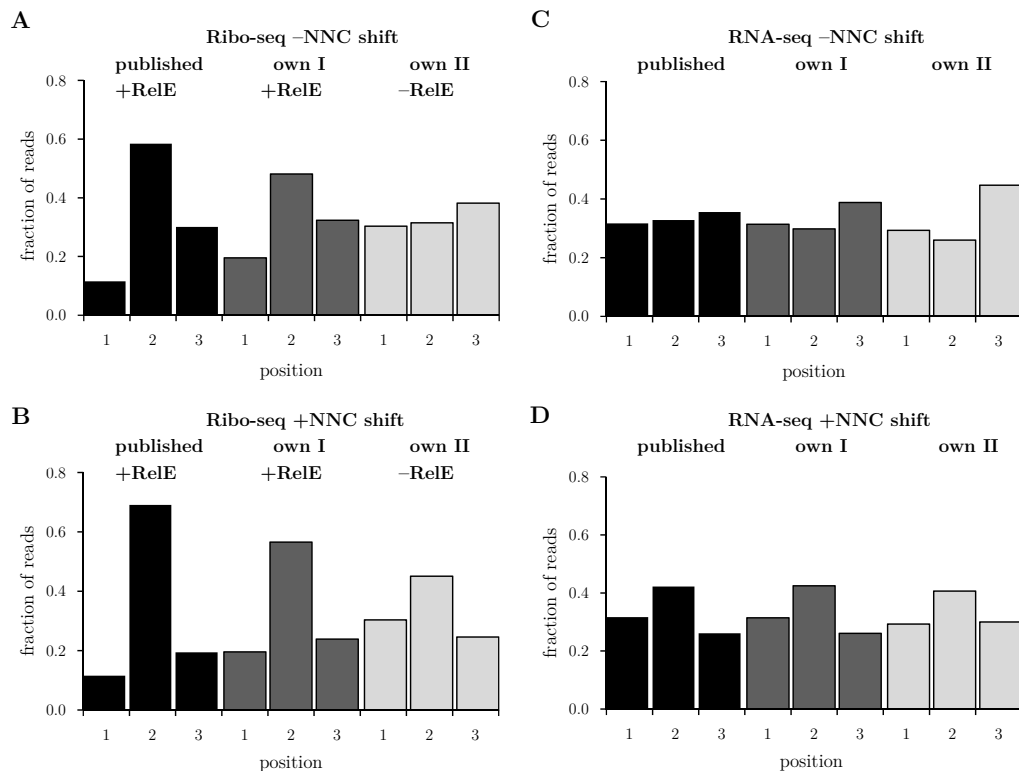 A
Ribo-seq –NNC shift
published own I own II
+RelE +RelE –RelE
0.8
0.6
0.4
0.2
0.0
fraction of reads
1 2 3 1 2 3 1 2 3
position
C
RNA-seq –NNC shift
published own I own II
0.8
0.6
0.4
0.2
0.0
fraction of reads
1 2 3 1 2 3 1 2 3
position
B
Ribo-seq +NNC shift
published own I own II
+RelE +RelE –RelE
0.8
0.6
0.4
0.2
0.0
fraction of reads
1 2 3 1 2 3 1 2 3
position
D
RNA-seq +NNC shift
published own I own II
0.8
0.6
0.4
0.2
0.0
fraction of reads
1 2 3 1 2 3 1 2 3
position